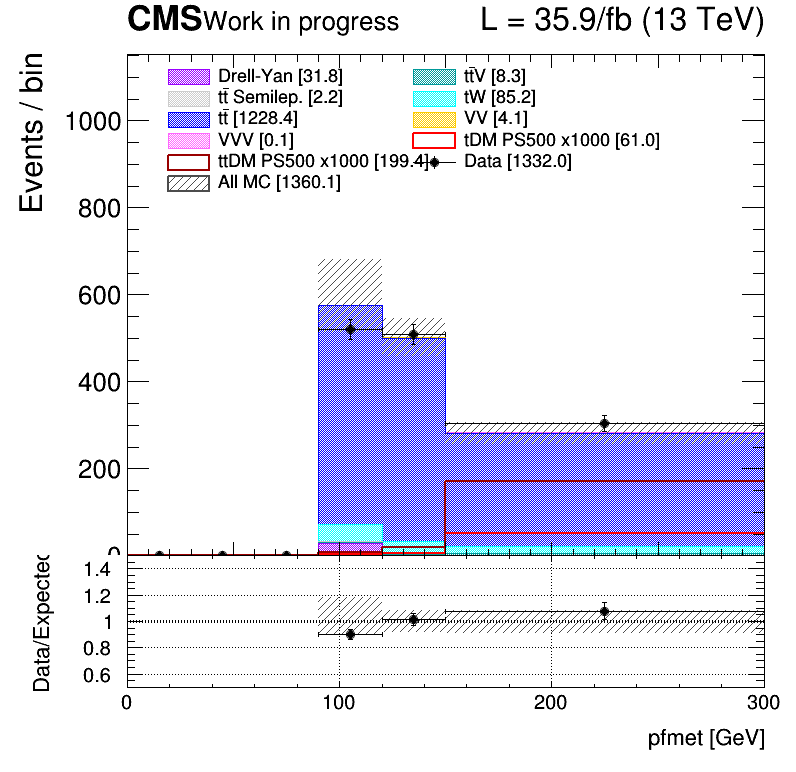 CMS Work in progress L = 35.9/fb (13 TeV)
Events / bin
Drell-Yan [31.8] tt̄V [8.3]
tt̄ Semilep. [2.2] tW [85.2]
tt̄ [1228.4] VV [4.1]
VVV [0.1] tDM PS500 x1000 [61.0]
ttDM PS500 x1000 [199.4] Data [1332.0]
All MC [1360.1]
1000
800
600
400
200
0
Data/Expected
1.4
1.2
1
0.8
0.6
0 100 200 300
pfmet [GeV]